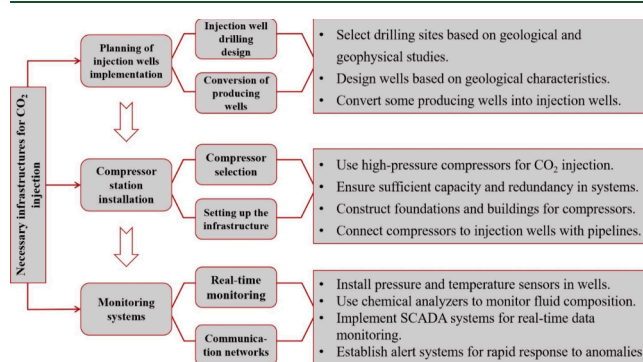 Necessary infrastructures for CO₂
injection
Planning of
injection wells
implementation
Injection well
drilling
design
Conversion of
producing
wells
• Select drilling sites based on geological and
geophysical studies.
• Design wells based on geological characteristics.
• Convert some producing wells into injection wells.
Compressor
station
installation
Compressor
selection
Setting up the
infrastructure
• Use high-pressure compressors for CO₂ injection.
• Ensure sufficient capacity and redundancy in systems.
• Construct foundations and buildings for compressors.
• Connect compressors to injection wells with pipelines.
Monitoring
systems
Real-time
monitoring
Communica-
tion networks
• Install pressure and temperature sensors in wells.
• Use chemical analyzers to monitor fluid composition.
• Implement SCADA systems for real-time data
monitoring.
• Establish alert systems for rapid response to anomalies.